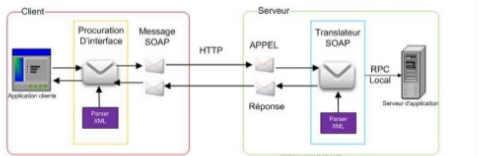 Client
Serveur
Procuration
D'interface
Message
SOAP
HTTP
APPEL
Translateur
SOAP
RPC
Local
Application cliente
Réponse
Serveur d'application
Parser
XML
Parser
XML